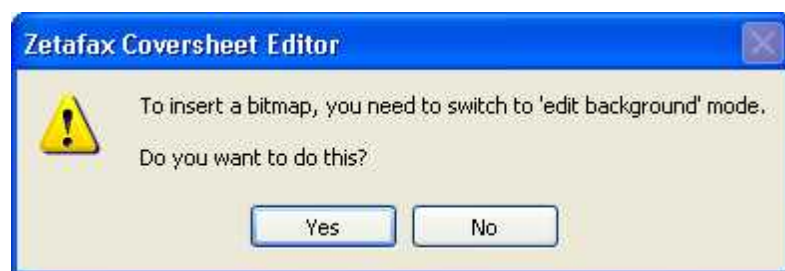 Zetafax Coversheet Editor
To insert a bitmap, you need to switch to 'edit background' mode.
Do you want to do this?
Yes No